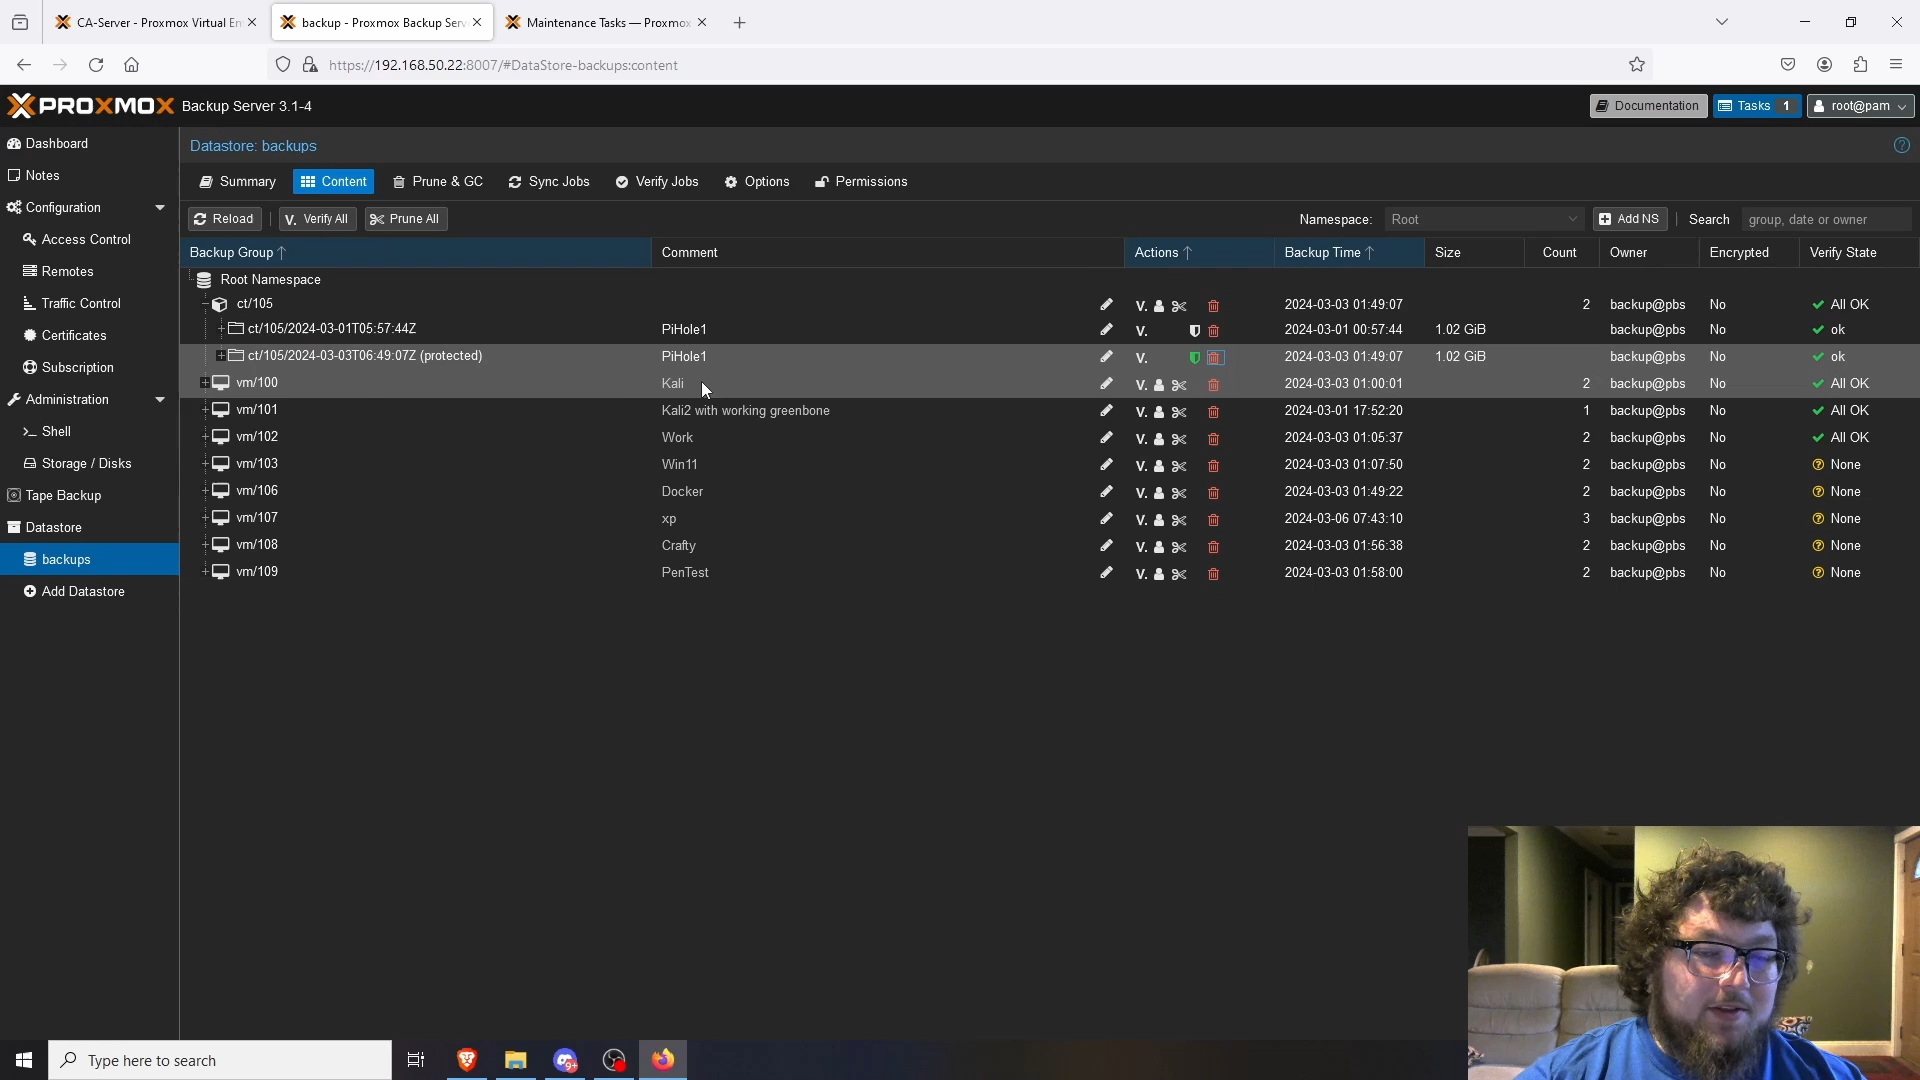 CA-Server - Proxmox Virtual En
backup - Proxmox Backup Serv
Maintenance Tasks — Proxmox
https://192.168.50.22:8007/#DataStore-backups:content
PROXMOX Backup Server 3.1-4
Documentation
Tasks 1
root@pam
Dashboard
Notes
Configuration
Access Control
Remotes
Traffic Control
Certificates
Subscription
Administration
Shell
Storage / Disks
Tape Backup
Datastore
backups
Add Datastore
Datastore: backups
Summary Content Prune & GC Sync Jobs Verify Jobs Options Permissions
Reload V. Verify All Prune All Namespace: Root Add NS Search group, date or owner
Backup Group Comment Actions Backup Time Size Count Owner Encrypted Verify State
Root Namespace
ct/105 V. 2024-03-03 01:49:07 2 backup@pbs No All OK
ct/105/2024-03-01T05:57:44Z PiHole1 V. 2024-03-01 00:57:44 1.02 GiB backup@pbs No ok
ct/105/2024-03-03T06:49:07Z (protected) PiHole1 V. 2024-03-03 01:49:07 1.02 GiB backup@pbs No ok
vm/100 Kali V. 2024-03-03 01:00:01 2 backup@pbs No All OK
vm/101 Kali2 with working greenbone V. 2024-03-01 17:52:20 1 backup@pbs No All OK
vm/102 Work V. 2024-03-03 01:05:37 2 backup@pbs No All OK
vm/103 Win11 V. 2024-03-03 01:07:50 2 backup@pbs No None
vm/106 Docker V. 2024-03-03 01:49:22 2 backup@pbs No None
vm/107 xp V. 2024-03-06 07:43:10 3 backup@pbs No None
vm/108 Crafty V. 2024-03-03 01:56:38 2 backup@pbs No None
vm/109 PenTest V. 2024-03-03 01:58:00 2 backup@pbs No None
Type here to search
9+